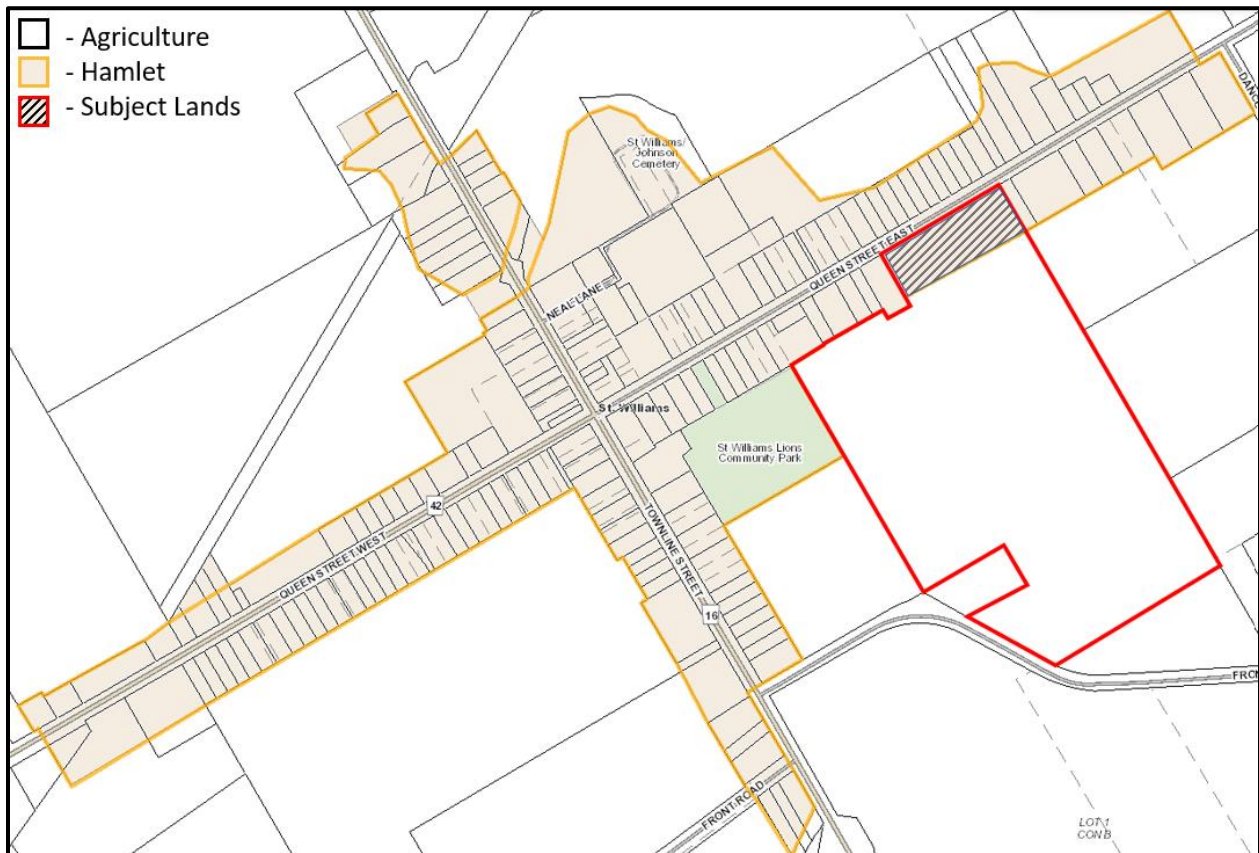 - Agriculture
- Hamlet
- Subject Lands
St Williams/
Johnson
Cemetery
QUEEN STREET EAST
NEAL LANE
St. Williams
St Williams Lions
Community Park
42
QUEEN STREET WEST
TOWNLINE STREET
16
FRONT ROAD
LOT 1
CON B